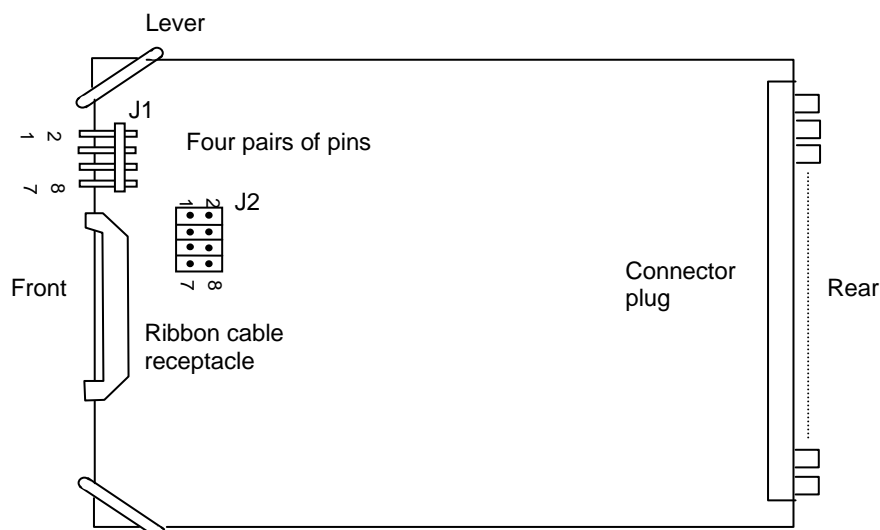 Lever
J1
1 2
Four pairs of pins
7 8
J2
1 2
7 8
Front
Connector
plug
Rear
Ribbon cable
receptacle